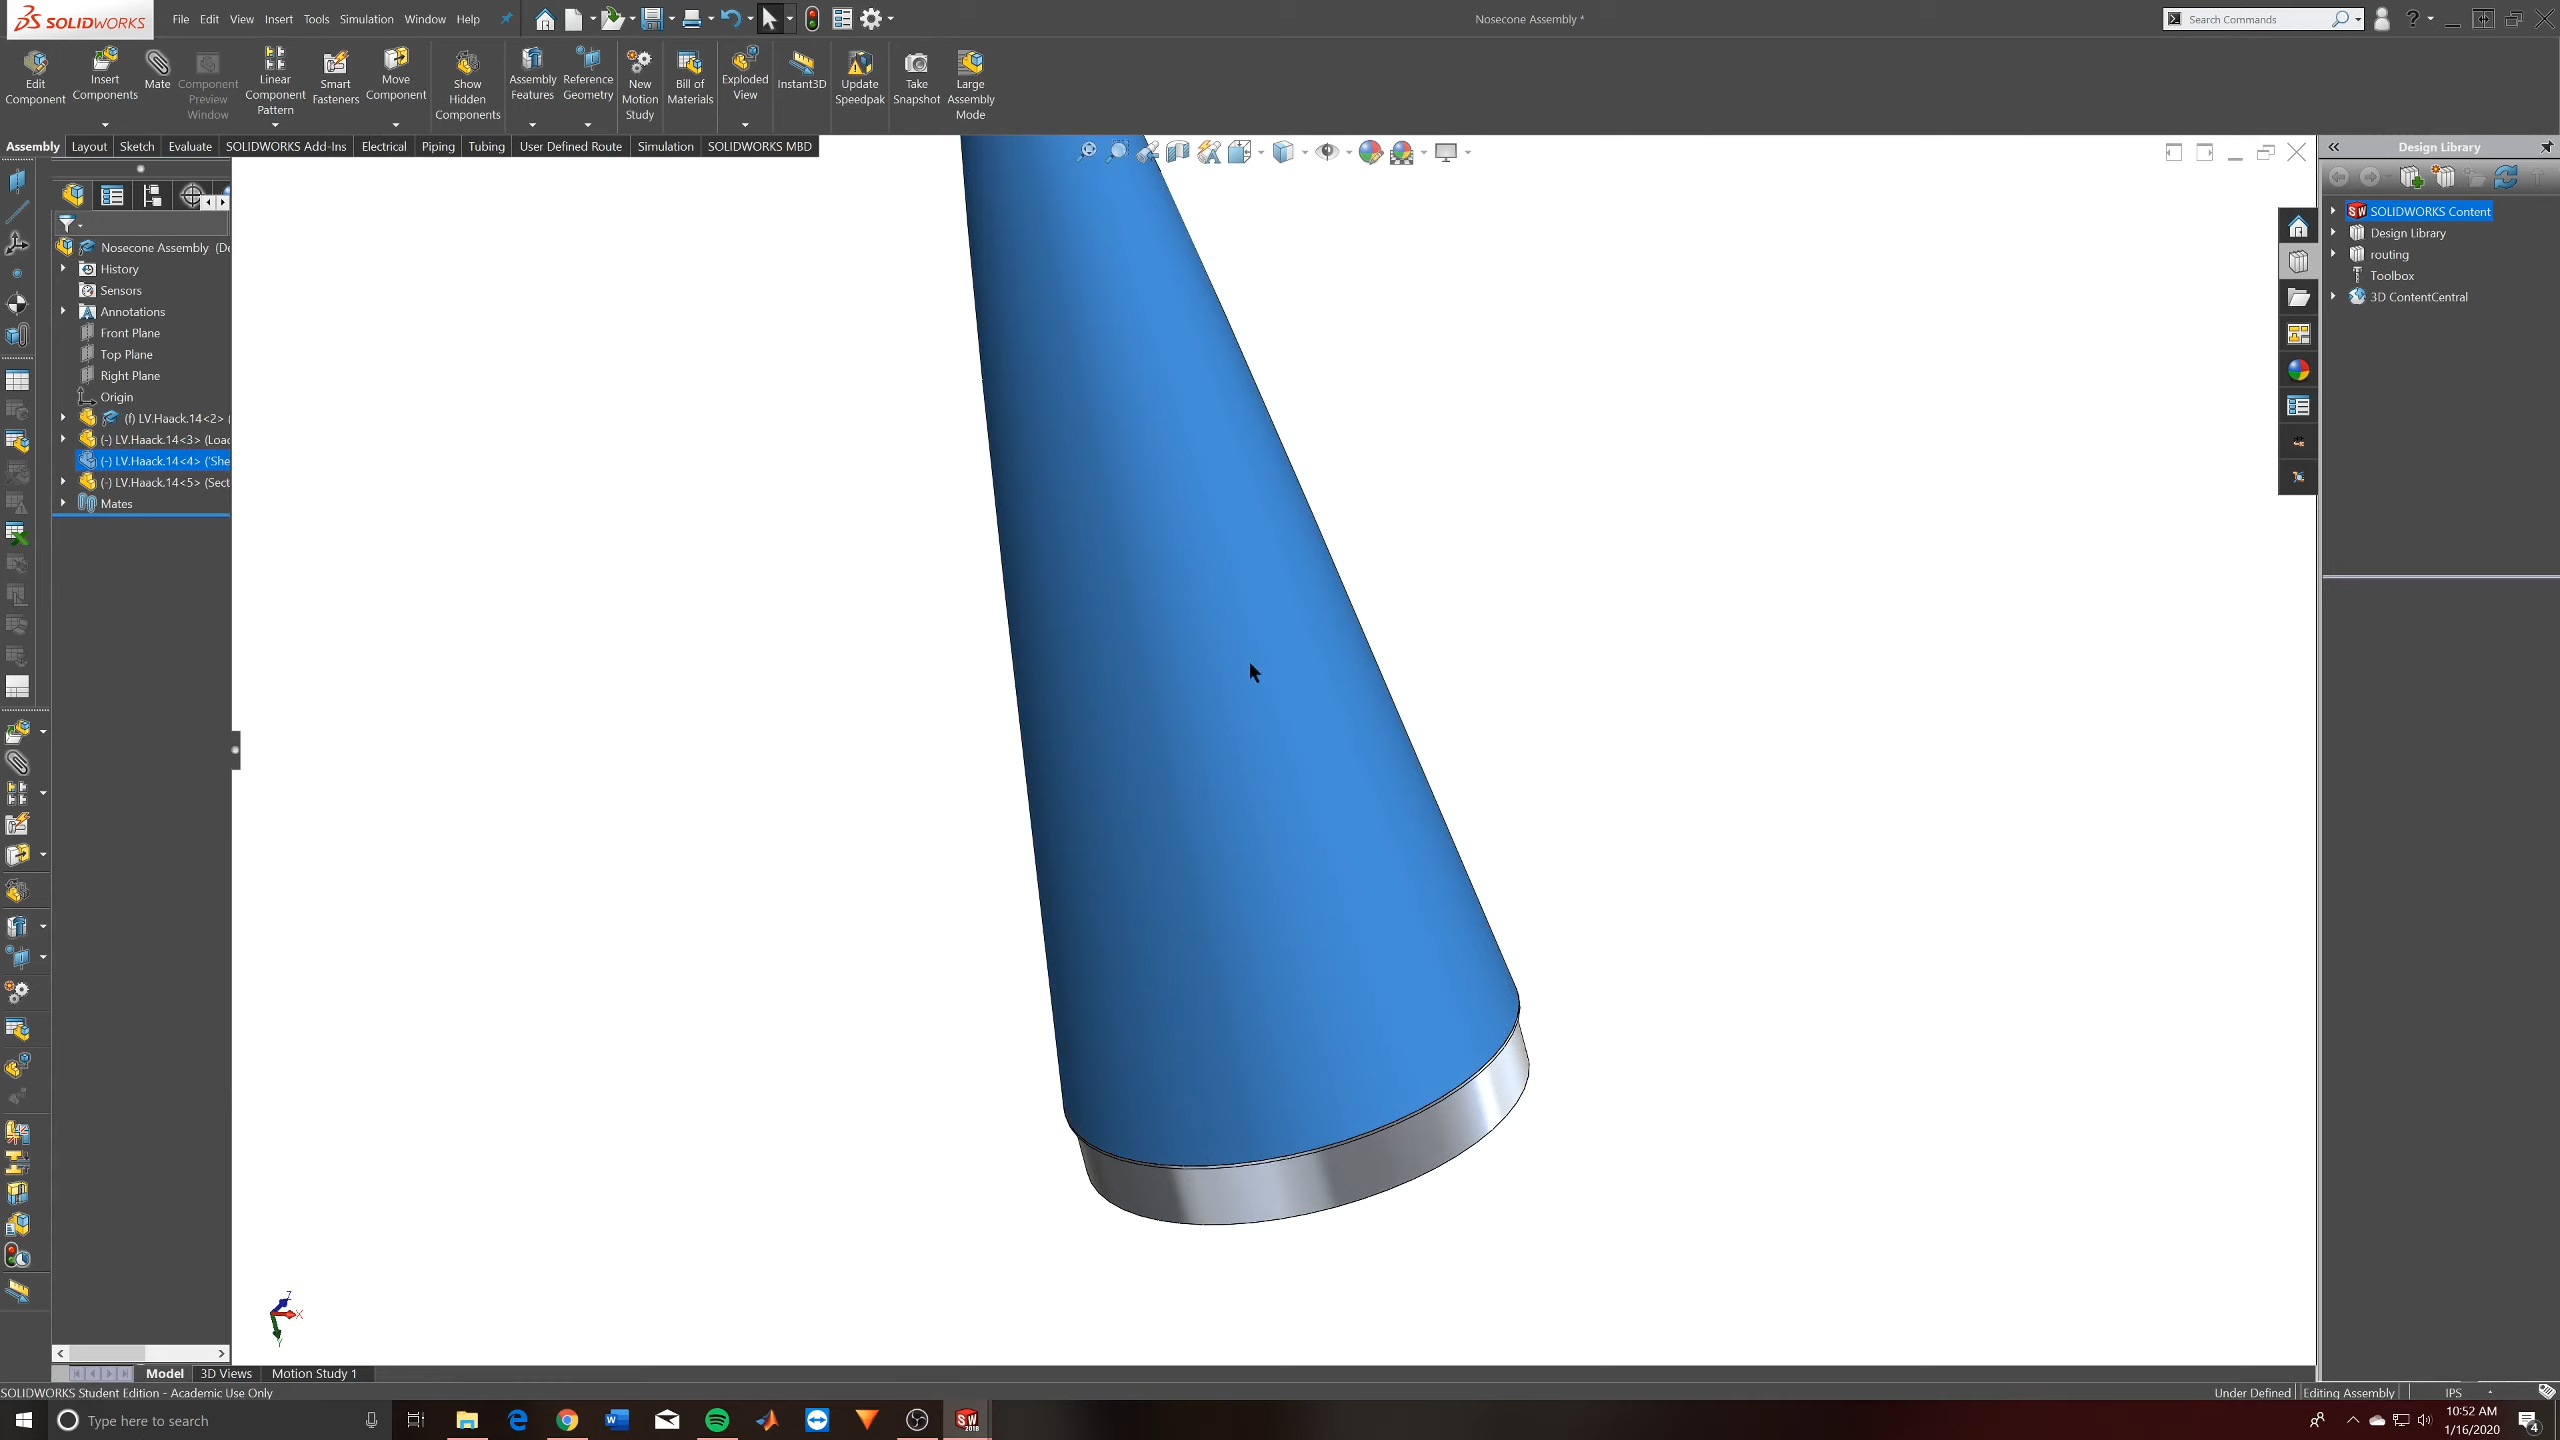 SOLIDWORKS File Edit View Insert Tools Simulation Window Help Nosecone Assembly * Search Commands ?
Edit Component
Insert Components
Mate
Component Preview Window
Linear Component Pattern
Smart Fasteners
Move Component
Show Hidden Components
Assembly Features
Reference Geometry
New Motion Study
Bill of Materials
Exploded View
Instant3D
Update Speedpak
Take Snapshot
Large Assembly Mode
Assembly Layout Sketch Evaluate SOLIDWORKS Add-Ins Electrical Piping Tubing User Defined Route Simulation SOLIDWORKS MBD
Nosecone Assembly (De
History
Sensors
Annotations
Front Plane
Top Plane
Right Plane
Origin
(f) LV.Haack.14<2> (
(-) LV.Haack.14<3> (Loac
(-) LV.Haack.14<4> ('She
(-) LV.Haack.14<5> (Sect
Mates
Design Library
SOLIDWORKS Content
Design Library
routing
Toolbox
3D ContentCentral
Z
X
Y
Model 3D Views Motion Study 1
SOLIDWORKS Student Edition - Academic Use Only Under Defined Editing Assembly IPS
Type here to search 10:52 AM
1/16/2020
4